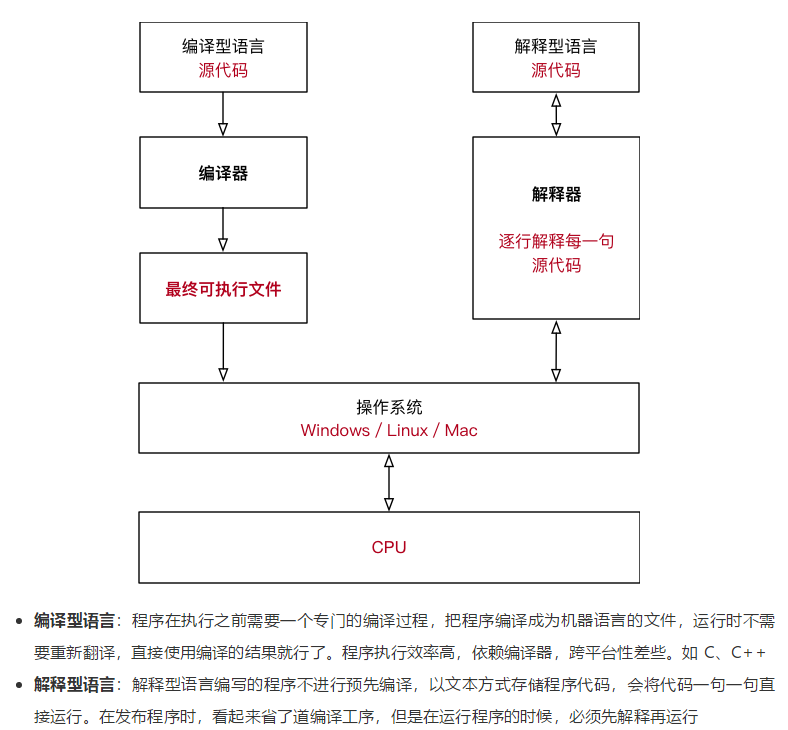 编译型语言
源代码
解释型语言
源代码
编译器
解释器
逐行解释每一句
源代码
最终可执行文件
操作系统
Windows / Linux / Mac
CPU
编译型语言：程序在执行之前需要一个专门的编译过程，把程序编译成为机器语言的文件，运行时不需
要重新翻译，直接使用编译的结果就行了。程序执行效率高，依赖编译器，跨平台性差些。如 C、C++
解释型语言：解释型语言编写的程序不进行预先编译，以文本方式存储程序代码，会将代码一句一句直
接运行。在发布程序时，看起来省了道编译工序，但是在运行程序的时候，必须先解释再运行